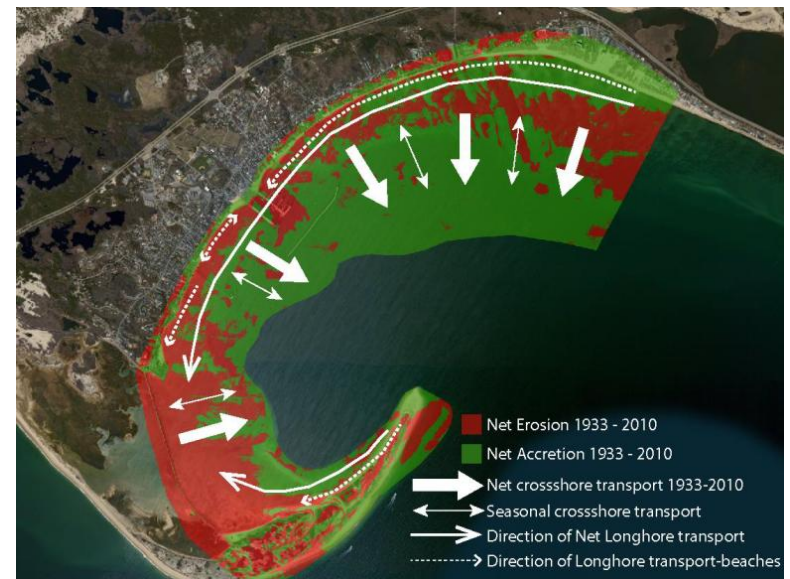 Net Erosion 1933 - 2010
Net Accretion 1933 - 2010
Net crosshore transport 1933-2010
Seasonal crosshore transport
Direction of Net Longhore transport
Direction of Longhore transport-beaches